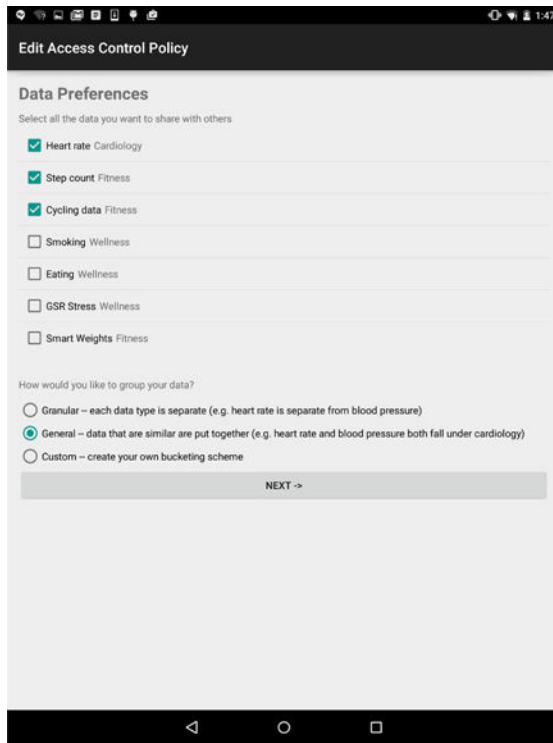 1:47
Edit Access Control Policy
Data Preferences
Select all the data you want to share with others
Heart rate Cardiology
Step count Fitness
Cycling data Fitness
Smoking Wellness
Eating Wellness
GSR Stress Wellness
Smart Weights Fitness
How would you like to group your data?
Granular – each data type is separate (e.g. heart rate is separate from blood pressure)
General – data that are similar are put together (e.g. heart rate and blood pressure both fall under cardiology)
Custom – create your own bucketing scheme
NEXT ->